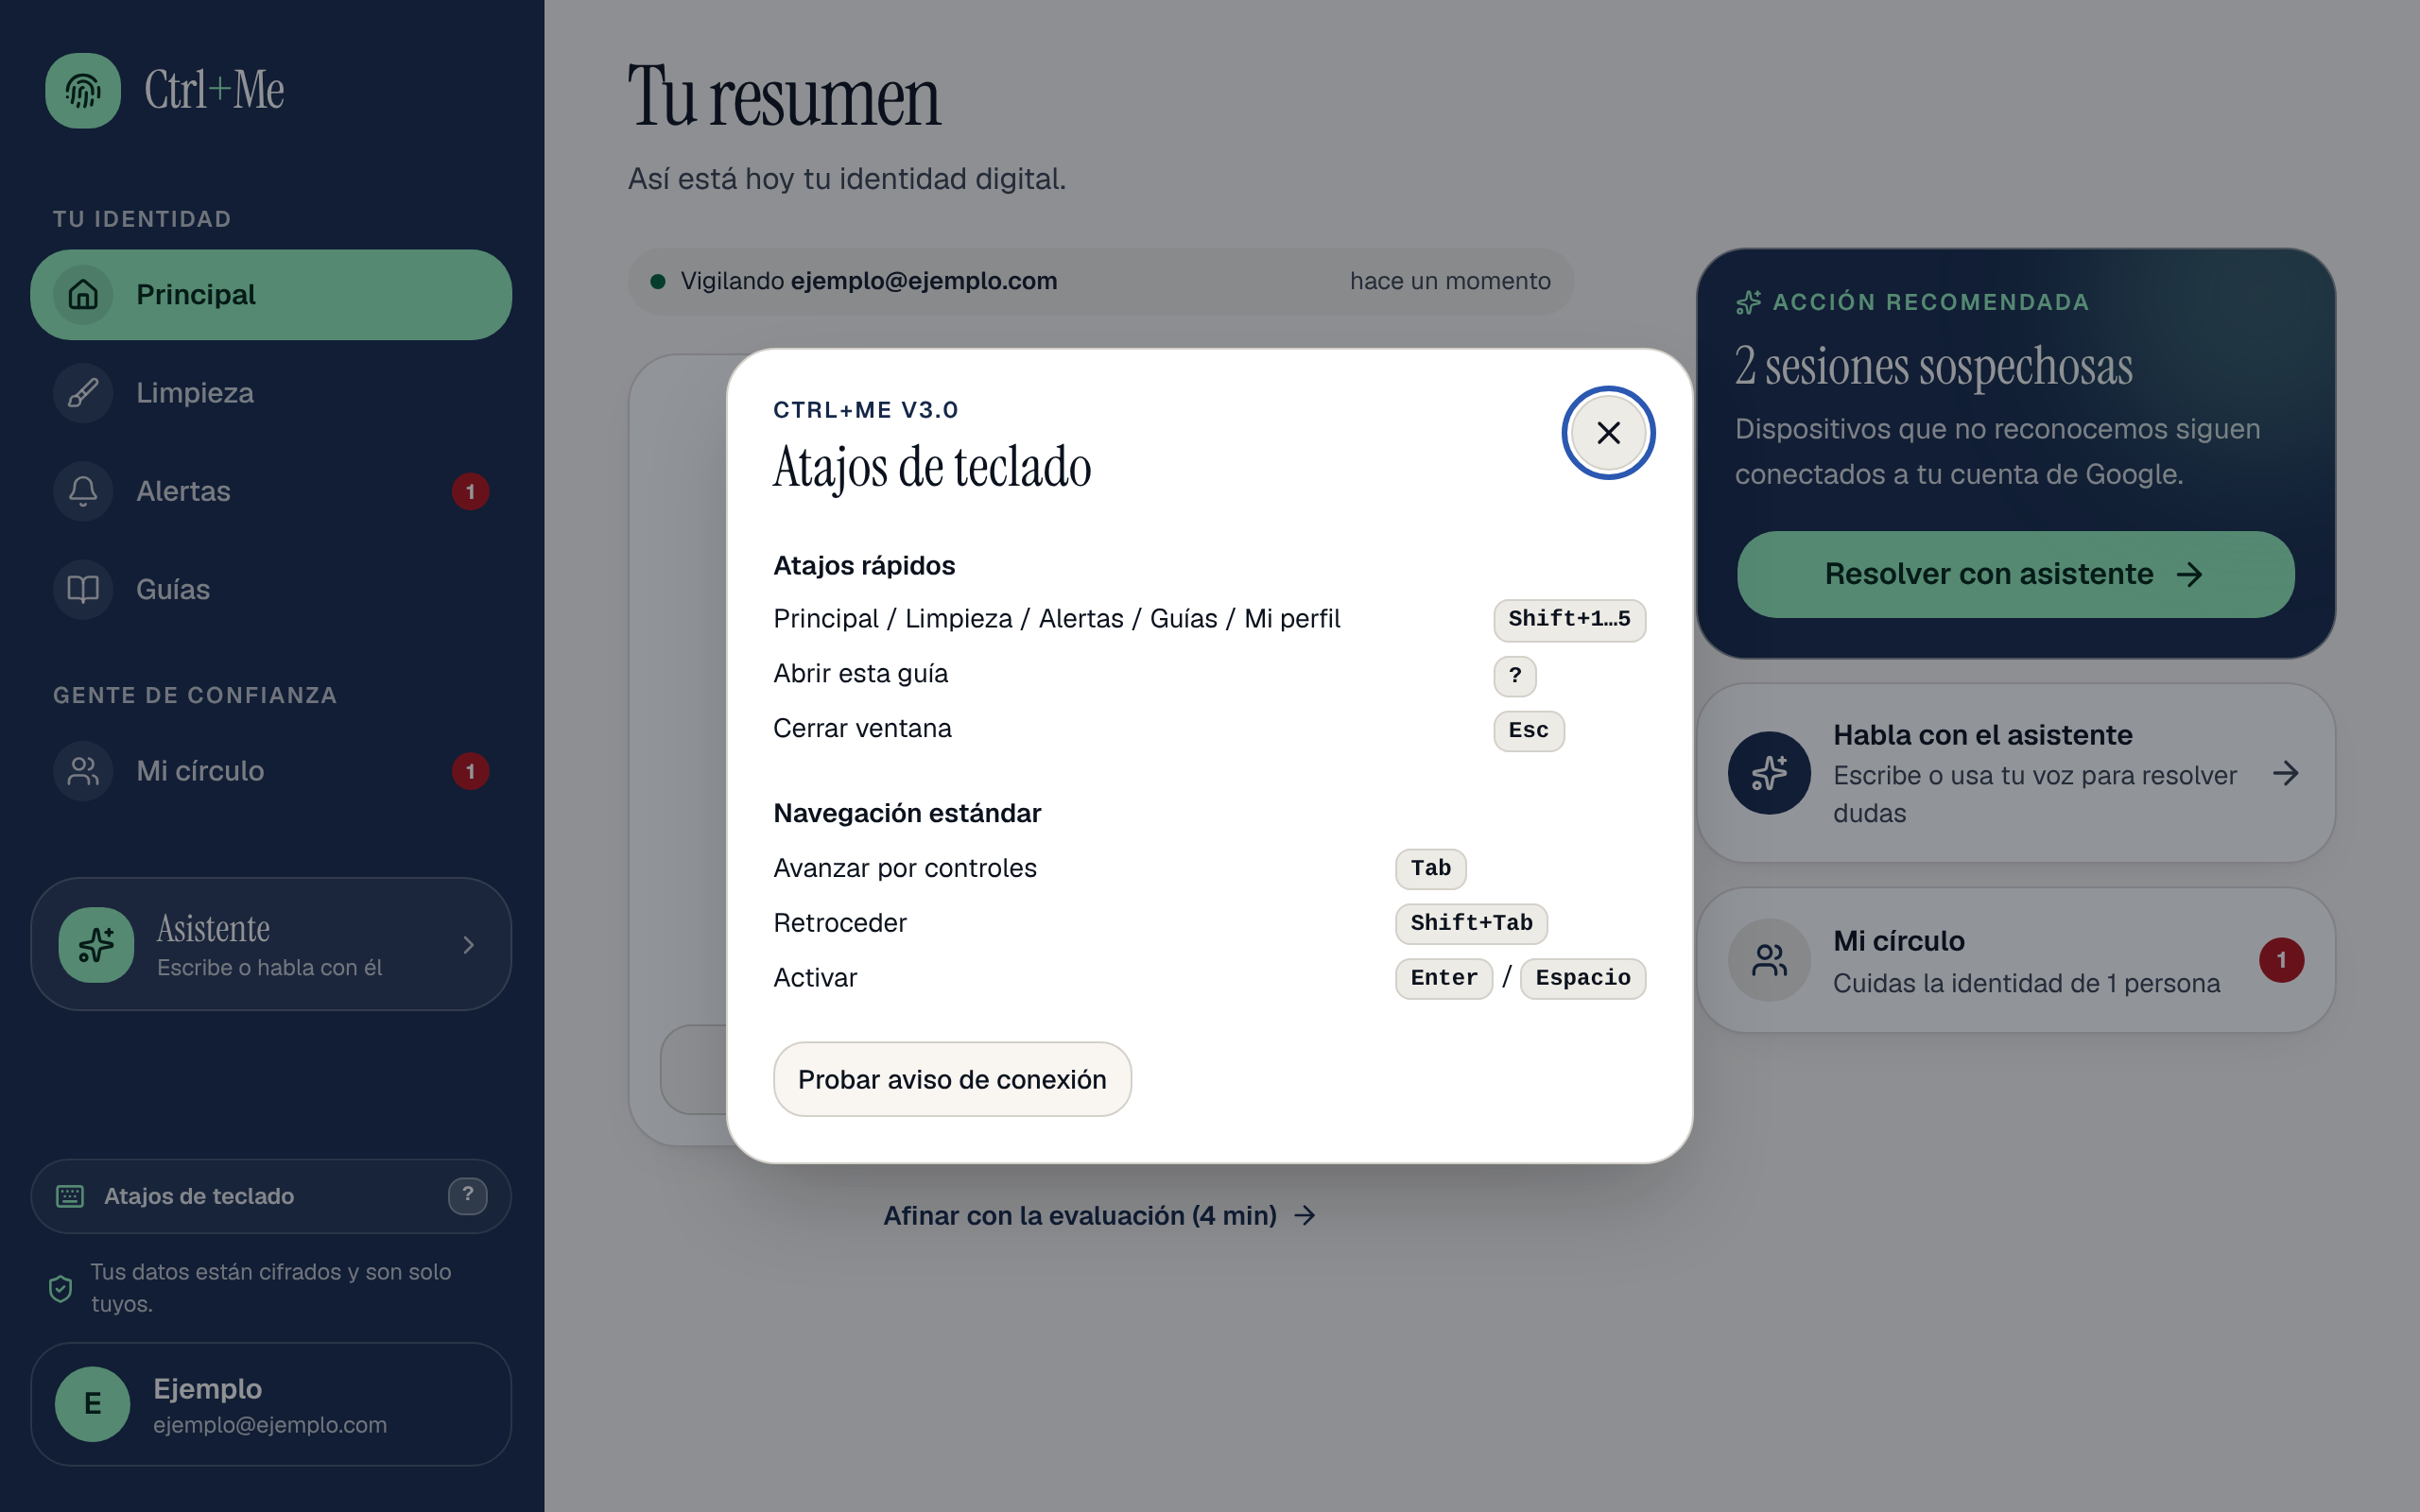 Ctrl+Me
TU IDENTIDAD
Principal
Limpieza
Alertas 1
Guías
GENTE DE CONFIANZA
Mi círculo 1
Asistente
Escribe o habla con él
Atajos de teclado ?
Tus datos están cifrados y son solo
tuyos.
E
Ejemplo
ejemplo@ejemplo.com
Tu resumen
Así está hoy tu identidad digital.
Vigilando ejemplo@ejemplo.com hace un momento
CTRL+ME V3.0
Atajos de teclado
Atajos rápidos
Principal / Limpieza / Alertas / Guías / Mi perfil Shift+1…5
Abrir esta guía ?
Cerrar ventana Esc
Navegación estándar
Avanzar por controles Tab
Retroceder Shift+Tab
Activar Enter / Espacio
Probar aviso de conexión
Afinar con la evaluación (4 min)
ACCIÓN RECOMENDADA
2 sesiones sospechosas
Dispositivos que no reconocemos siguen
conectados a tu cuenta de Google.
Resolver con asistente
Habla con el asistente
Escribe o usa tu voz para resolver
dudas
Mi círculo
Cuidas la identidad de 1 persona
1